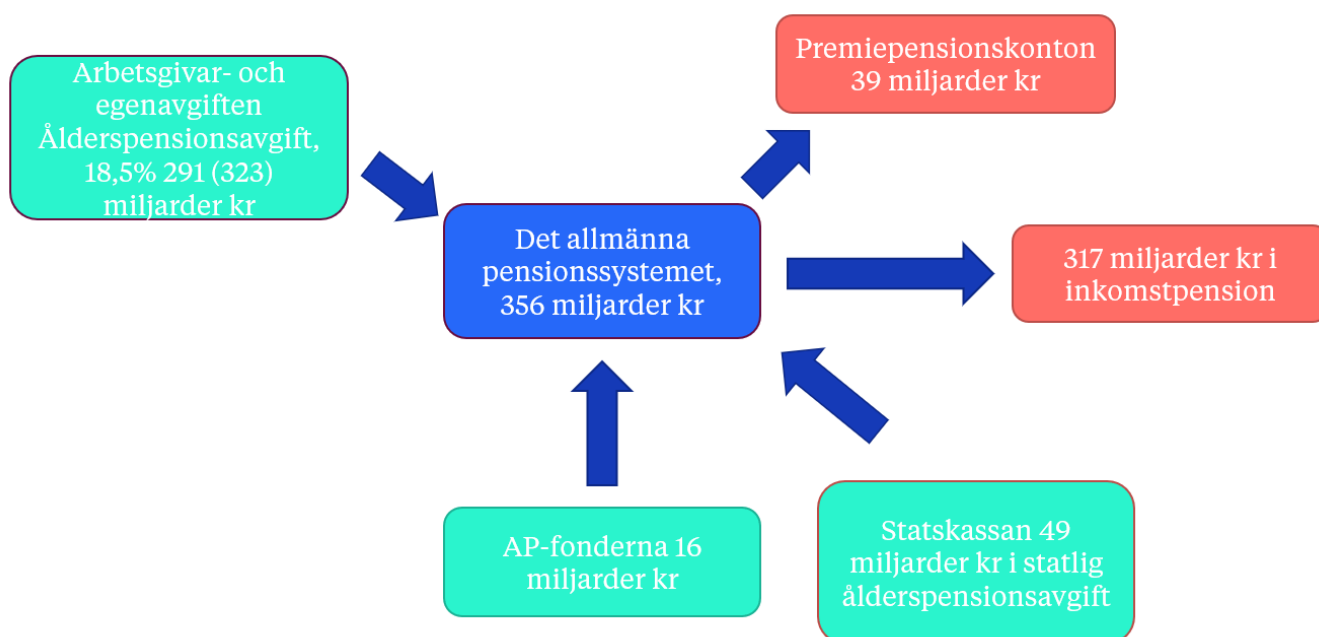 Premiepensionskonton
39 miljarder kr
Arbetsgivar- och
egenavgiften
Ålderspensionsavgift,
18,5% 291 (323)
miljarder kr
Det allmänna
pensionssystemet,
356 miljarder kr
317 miljarder kr i
inkomstpension
AP-fonderna 16
miljarder kr
Statskassan 49
miljarder kr i statlig
ålderspensionsavgift